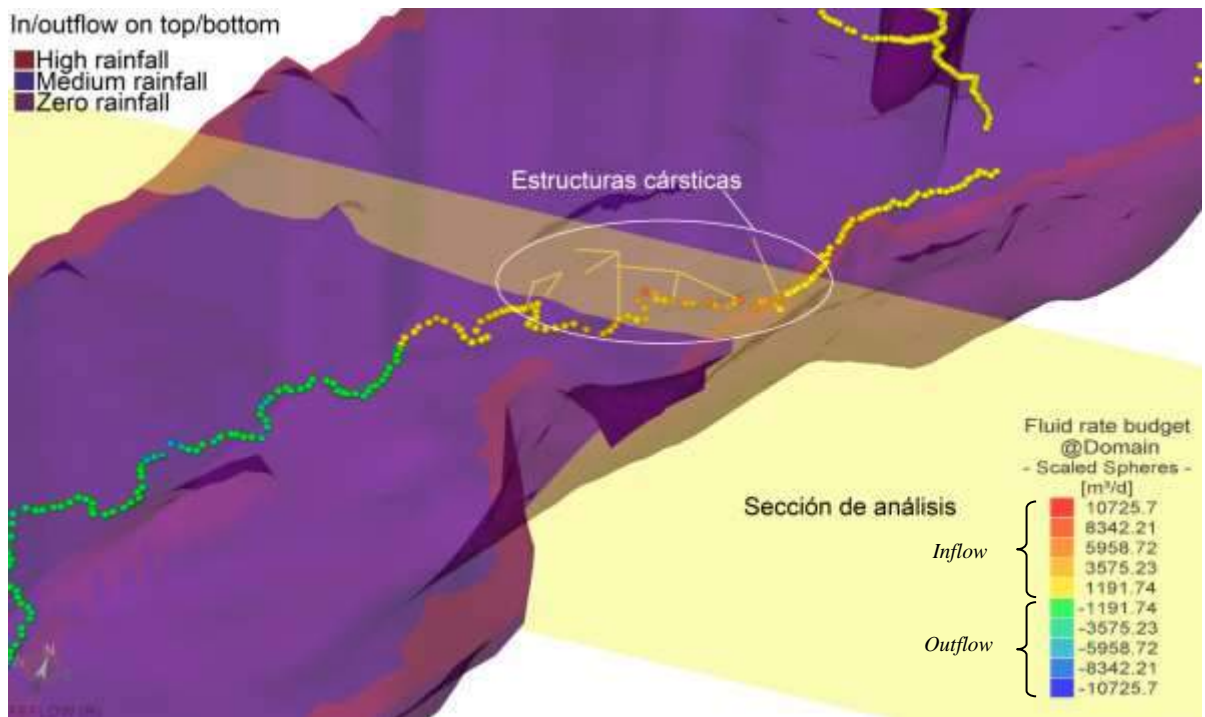 In/outflow on top/bottom
High rainfall
Medium rainfall
Zero rainfall
Estructuras cársticas
Fluid rate budget
@Domain
- Scaled Spheres -
[m³/d]
Sección de análisis
Inflow
10725.7
8342.21
5958.72
3575.23
1191.74
Outflow
-1191.74
-3575.23
-5958.72
-8342.21
-10725.7
N